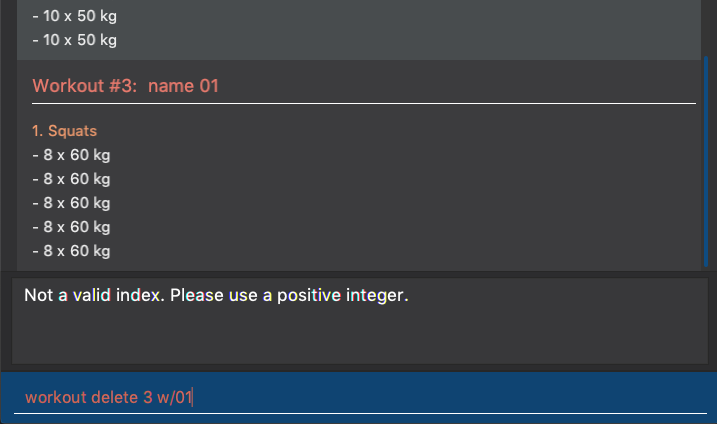 - 10 x 50 kg
- 10 x 50 kg
Workout #3: name 01
1. Squats
- 8 x 60 kg
- 8 x 60 kg
- 8 x 60 kg
- 8 x 60 kg
- 8 x 60 kg
Not a valid index. Please use a positive integer.
workout delete 3 w/01